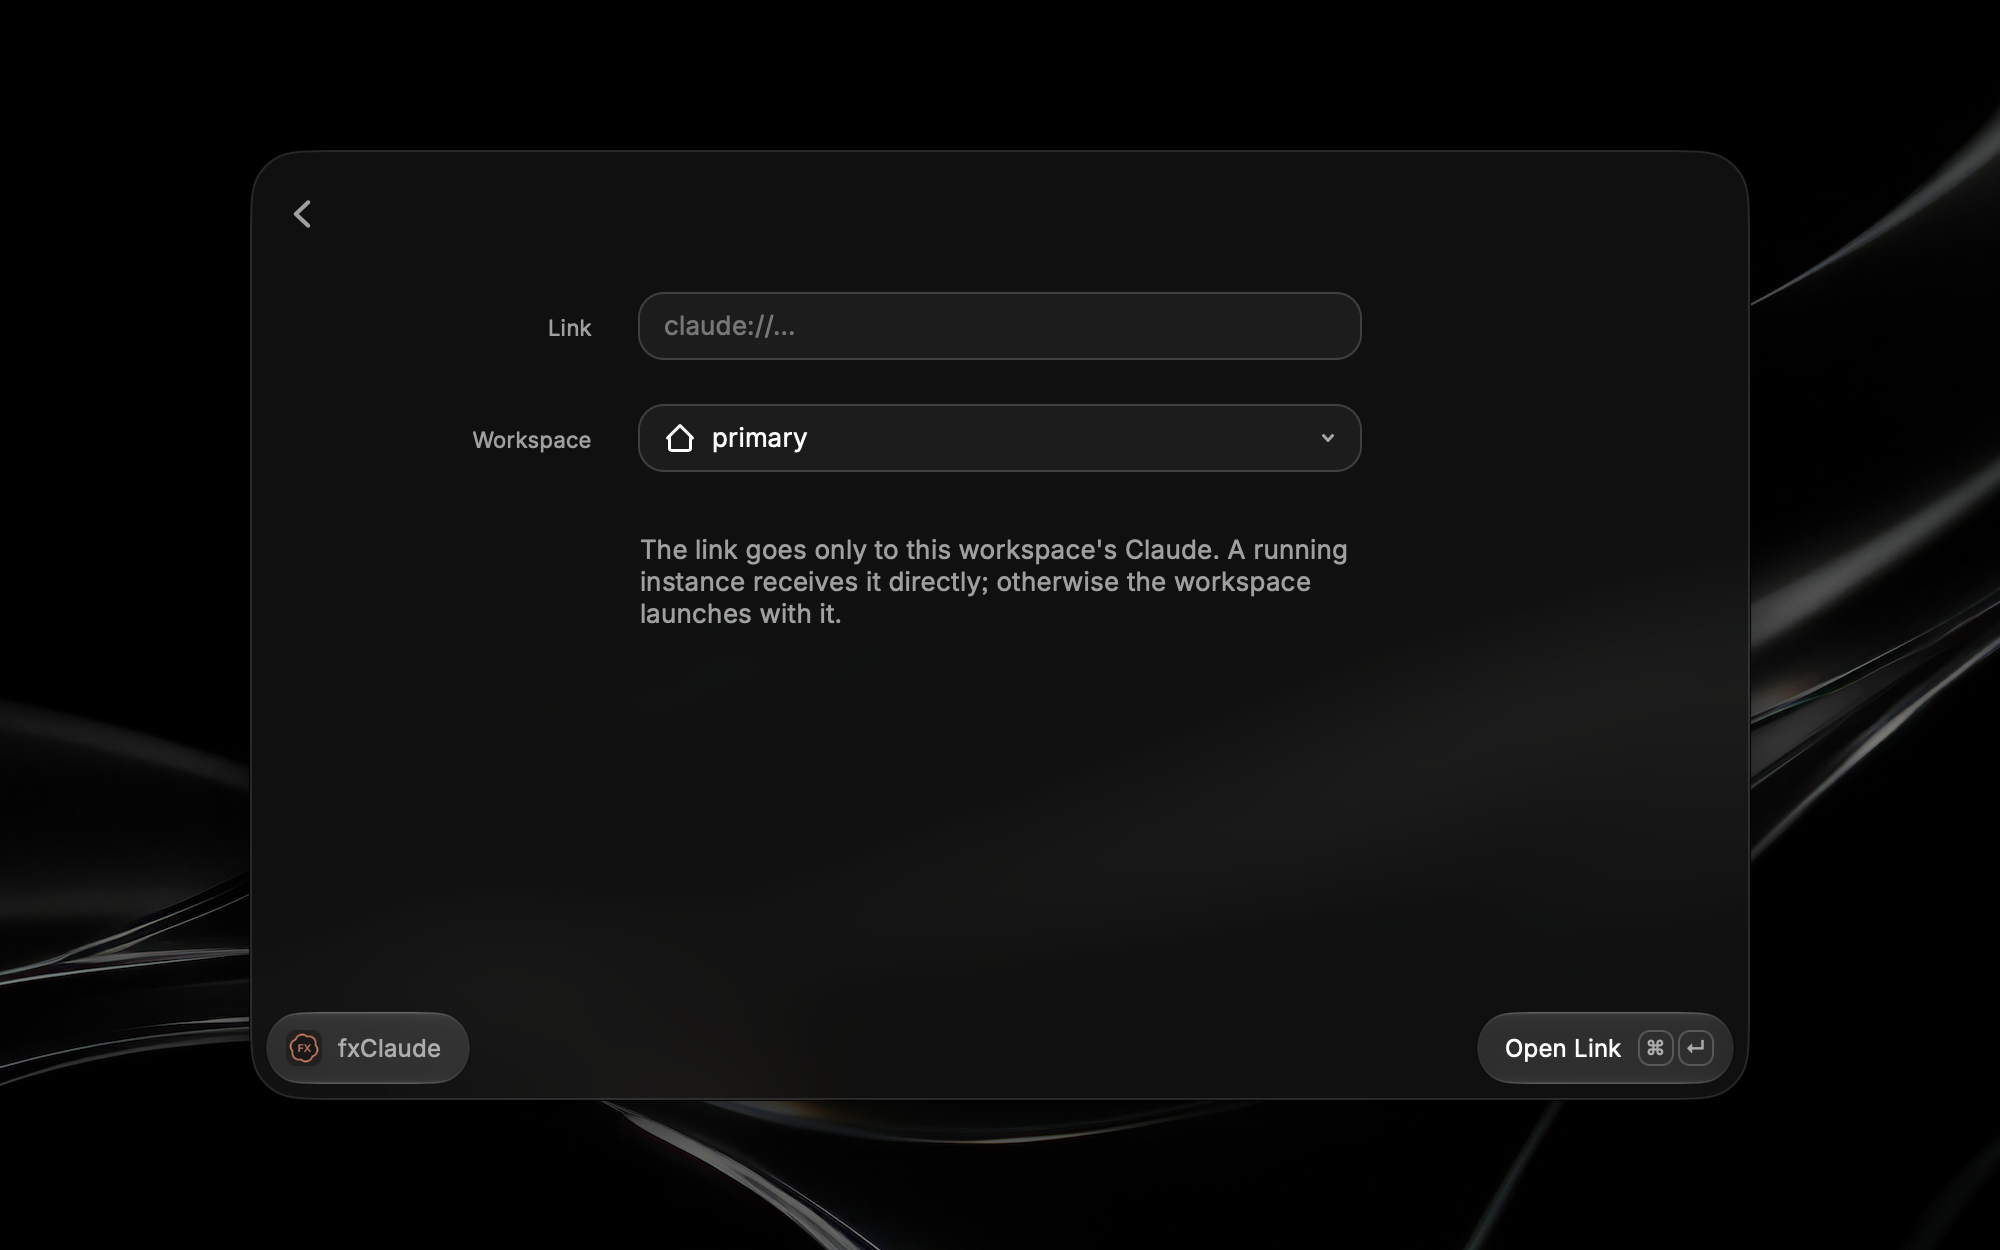 Link
claude://...
Workspace
primary
The link goes only to this workspace's Claude. A running
instance receives it directly; otherwise the workspace
launches with it.
FX
fxClaude
Open Link ⌘ ↵